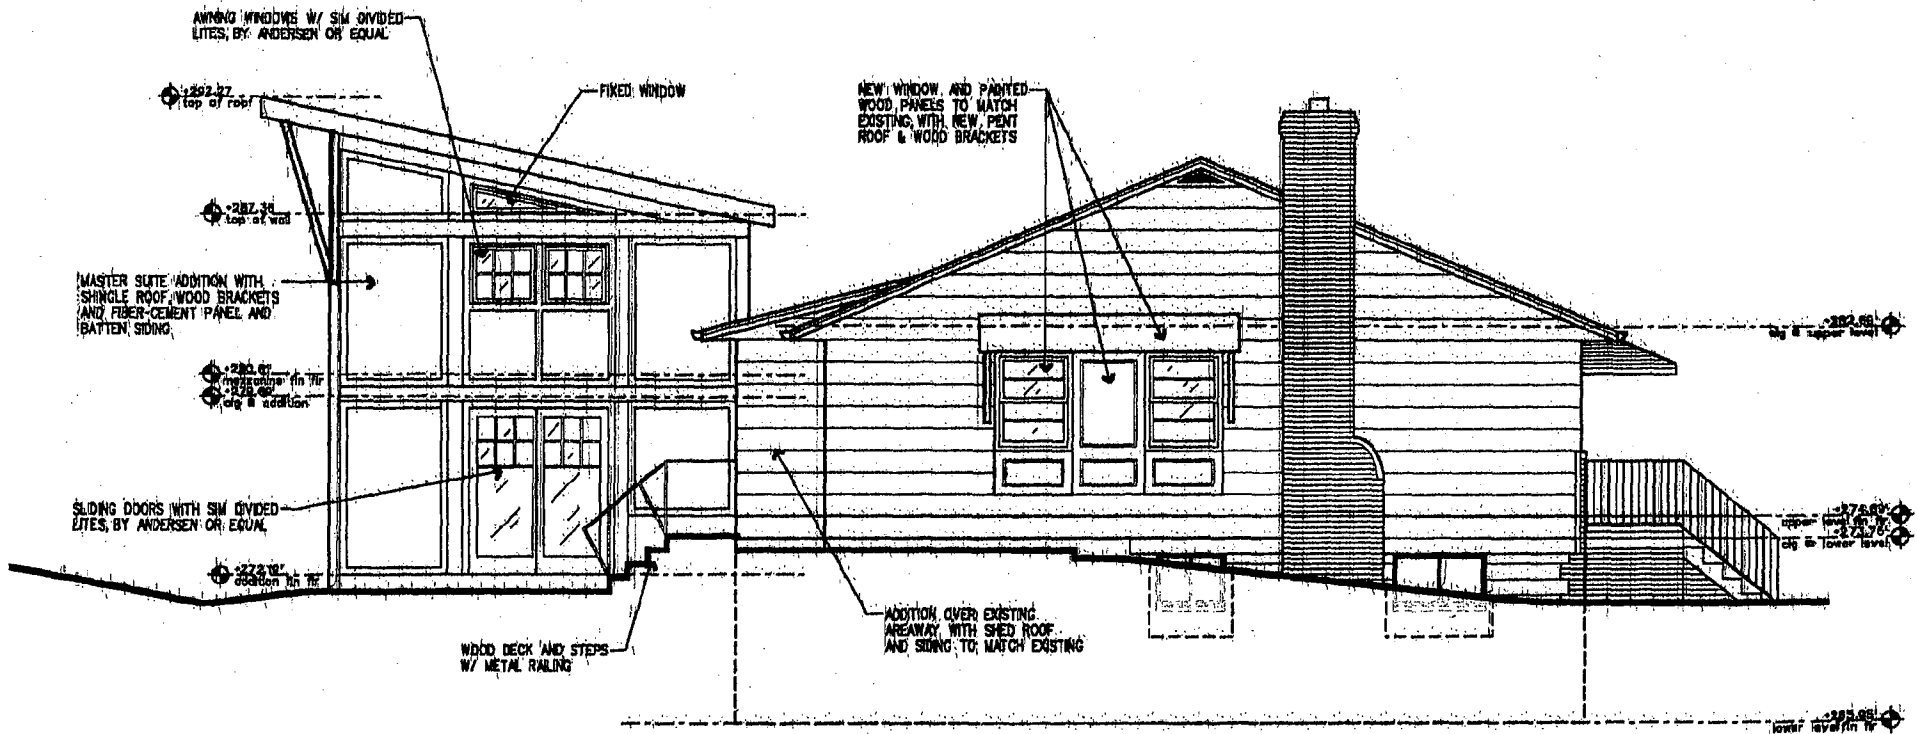 AWNING WINDOWS W/ SIM DIVIDED
LITES, BY ANDERSEN OR EQUAL
FIXED WINDOW
NEW WINDOW AND PAINTED
WOOD PANELS TO MATCH
EXISTING WITH NEW PENT
ROOF & WOOD BRACKETS
+292.27
top of roof
top of wall
MASTER SUITE ADDITION WITH
SHINGLE ROOF, WOOD BRACKETS
AND FIBER-CEMENT PANEL AND
BATTEN SIDING
upper level
mezzanine fin flr
addition
SLIDING DOORS WITH SIM DIVIDED
LITES, BY ANDERSEN OR EQUAL
upper level fin flr
lower level
addition fin flr
ADDITION OVER EXISTING
AREAWAY WITH SHED ROOF
AND SIDING TO MATCH EXISTING
WOOD DECK AND STEPS
W/ METAL RAILING
lower level fin flr